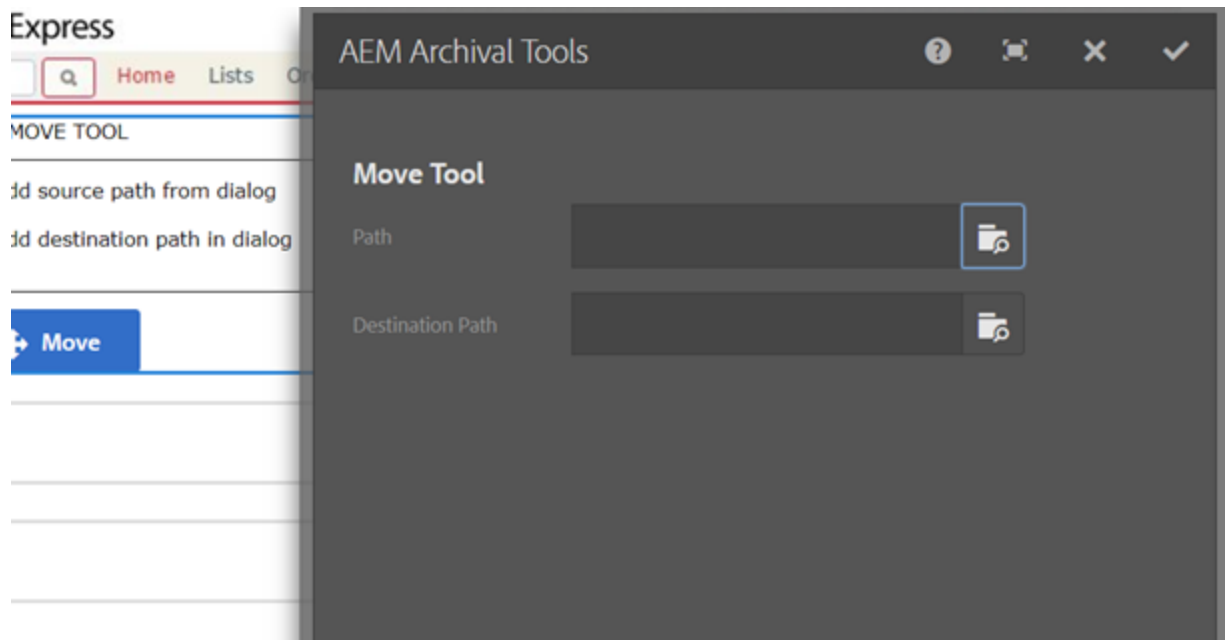 Express
Home Lists
MOVE TOOL
dd source path from dialog
dd destination path in dialog
Move
AEM Archival Tools
Move Tool
Path
Destination Path